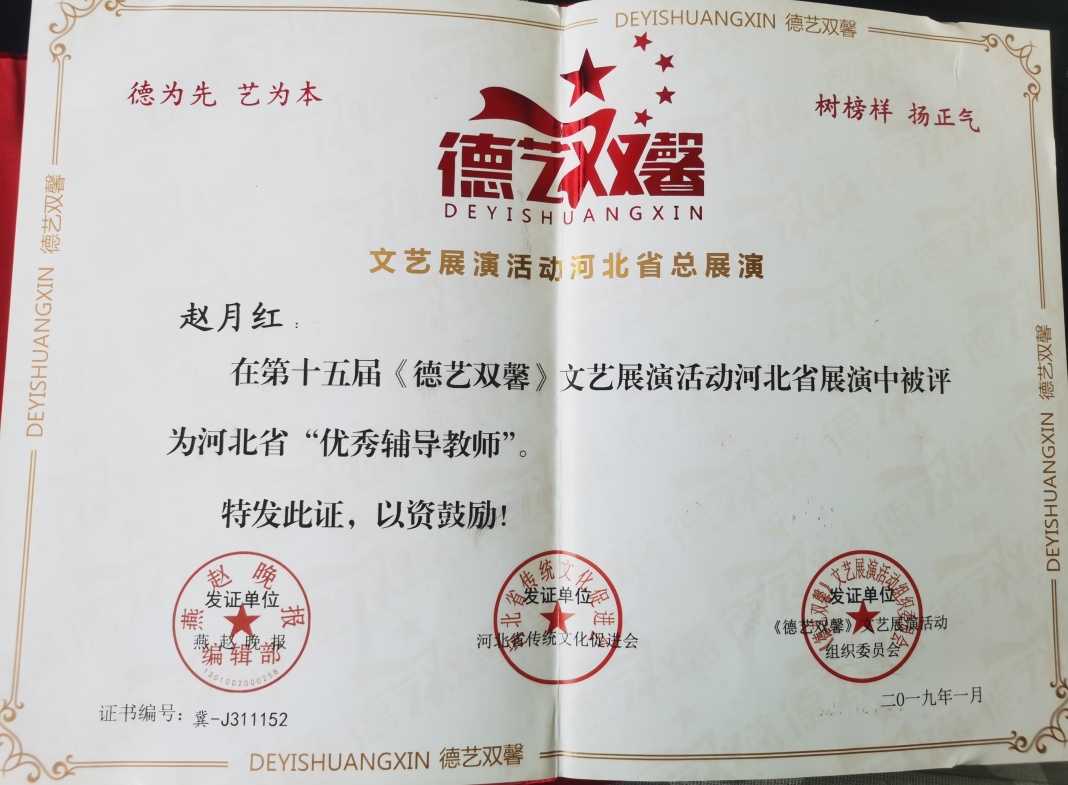 DEYISHUANGXIN 德艺双馨
德为先 艺为本
树榜样 扬正气
德艺双馨
DEYISHUANGXIN
文艺展演活动河北省总展演
赵月红：
在第十五届《德艺双馨》文艺展演活动河北省展演中被评
为河北省“优秀辅导教师”。
特发此证，以资鼓励！
燕赵晚报
编辑部
1301002000258
发证单位
燕赵晚报
河北省传统文化促进会
发证单位
河北省传统文化促进会
《德艺双馨》文艺展演活动组织委员会
发证单位
《德艺双馨》文艺展演活动
组织委员会
证书编号：冀-J311152
二0一九年一月
DEYISHUANGXIN 德艺双馨
DEYISHUANGXIN 德艺双馨
DEYISHUANGXIN 德艺双馨